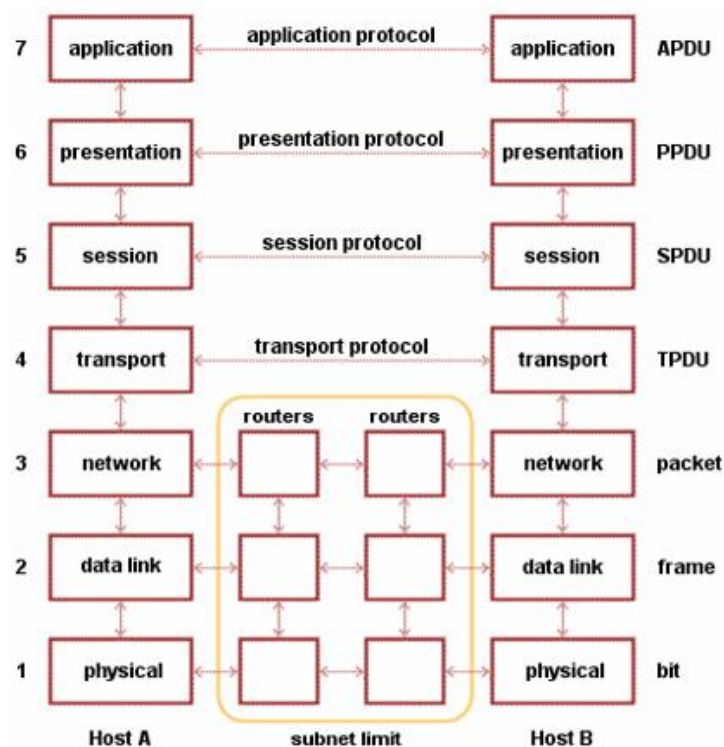 7 application application protocol application APDU
6 presentation presentation protocol presentation PPDU
5 session session protocol session SPDU
4 transport transport protocol transport TPDU
routers routers
3 network network packet
2 data link data link frame
1 physical physical bit
Host A subnet limit Host B